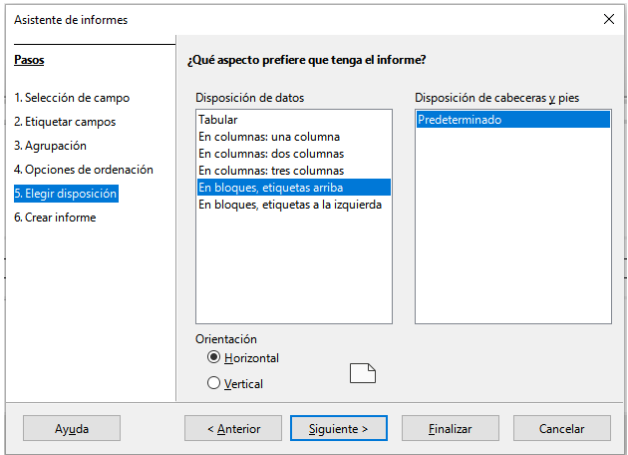 Asistente de informes
Pasos
1. Selección de campo
2. Etiquetar campos
3. Agrupación
4. Opciones de ordenación
5. Elegir disposición
6. Crear informe
¿Qué aspecto prefiere que tenga el informe?
Disposición de datos
Tabular
En columnas: una columna
En columnas: dos columnas
En columnas: tres columnas
En bloques, etiquetas arriba
En bloques, etiquetas a la izquierda
Disposición de cabeceras y pies
Predeterminado
Orientación
Horizontal
Vertical
Ayuda
< Anterior
Siguiente >
Finalizar
Cancelar